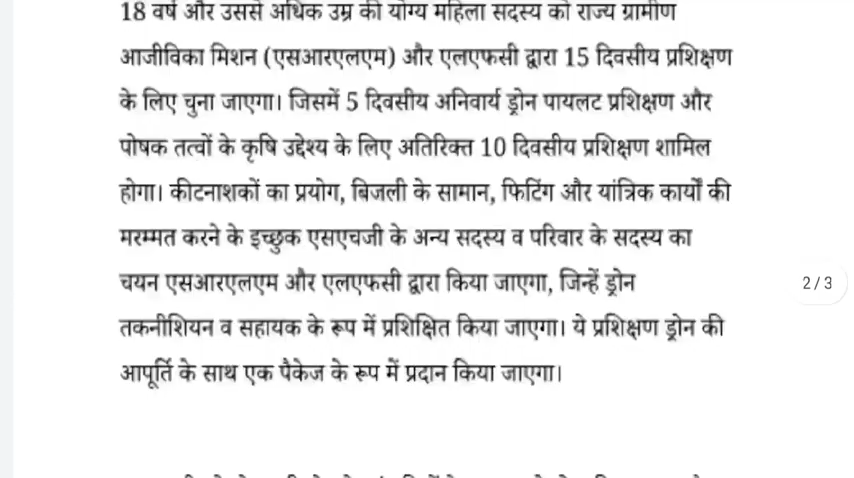 18 वर्ष और उससे अधिक उम्र की योग्य महिला सदस्य को राज्य ग्रामीण
आजीविका मिशन (एसआरएलएम) और एलएफसी द्वारा 15 दिवसीय प्रशिक्षण
के लिए चुना जाएगा। जिसमें 5 दिवसीय अनिवार्य ड्रोन पायलट प्रशिक्षण और
पोषक तत्वों के कृषि उद्देश्य के लिए अतिरिक्त 10 दिवसीय प्रशिक्षण शामिल
होगा। कीटनाशकों का प्रयोग, बिजली के सामान, फिटिंग और यांत्रिक कार्यों की
मरम्मत करने के इच्छुक एसएचजी के अन्य सदस्य व परिवार के सदस्य का
चयन एसआरएलएम और एलएफसी द्वारा किया जाएगा, जिन्हें ड्रोन
2/3
तकनीशियन व सहायक के रूप में प्रशिक्षित किया जाएगा। ये प्रशिक्षण ड्रोन की
आपूर्ति के साथ एक पैकेज के रूप में प्रदान किया जाएगा।